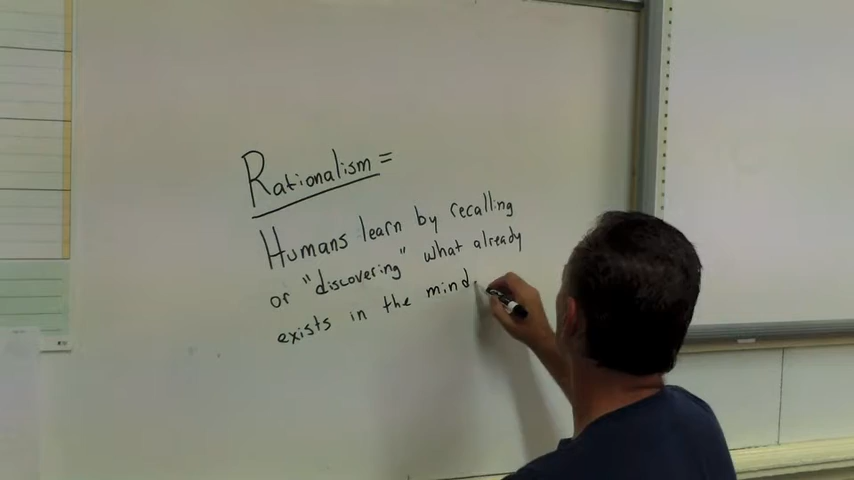 Rationalism =
Humans learn by recalling
or "discovering" what already
exists in the mind.